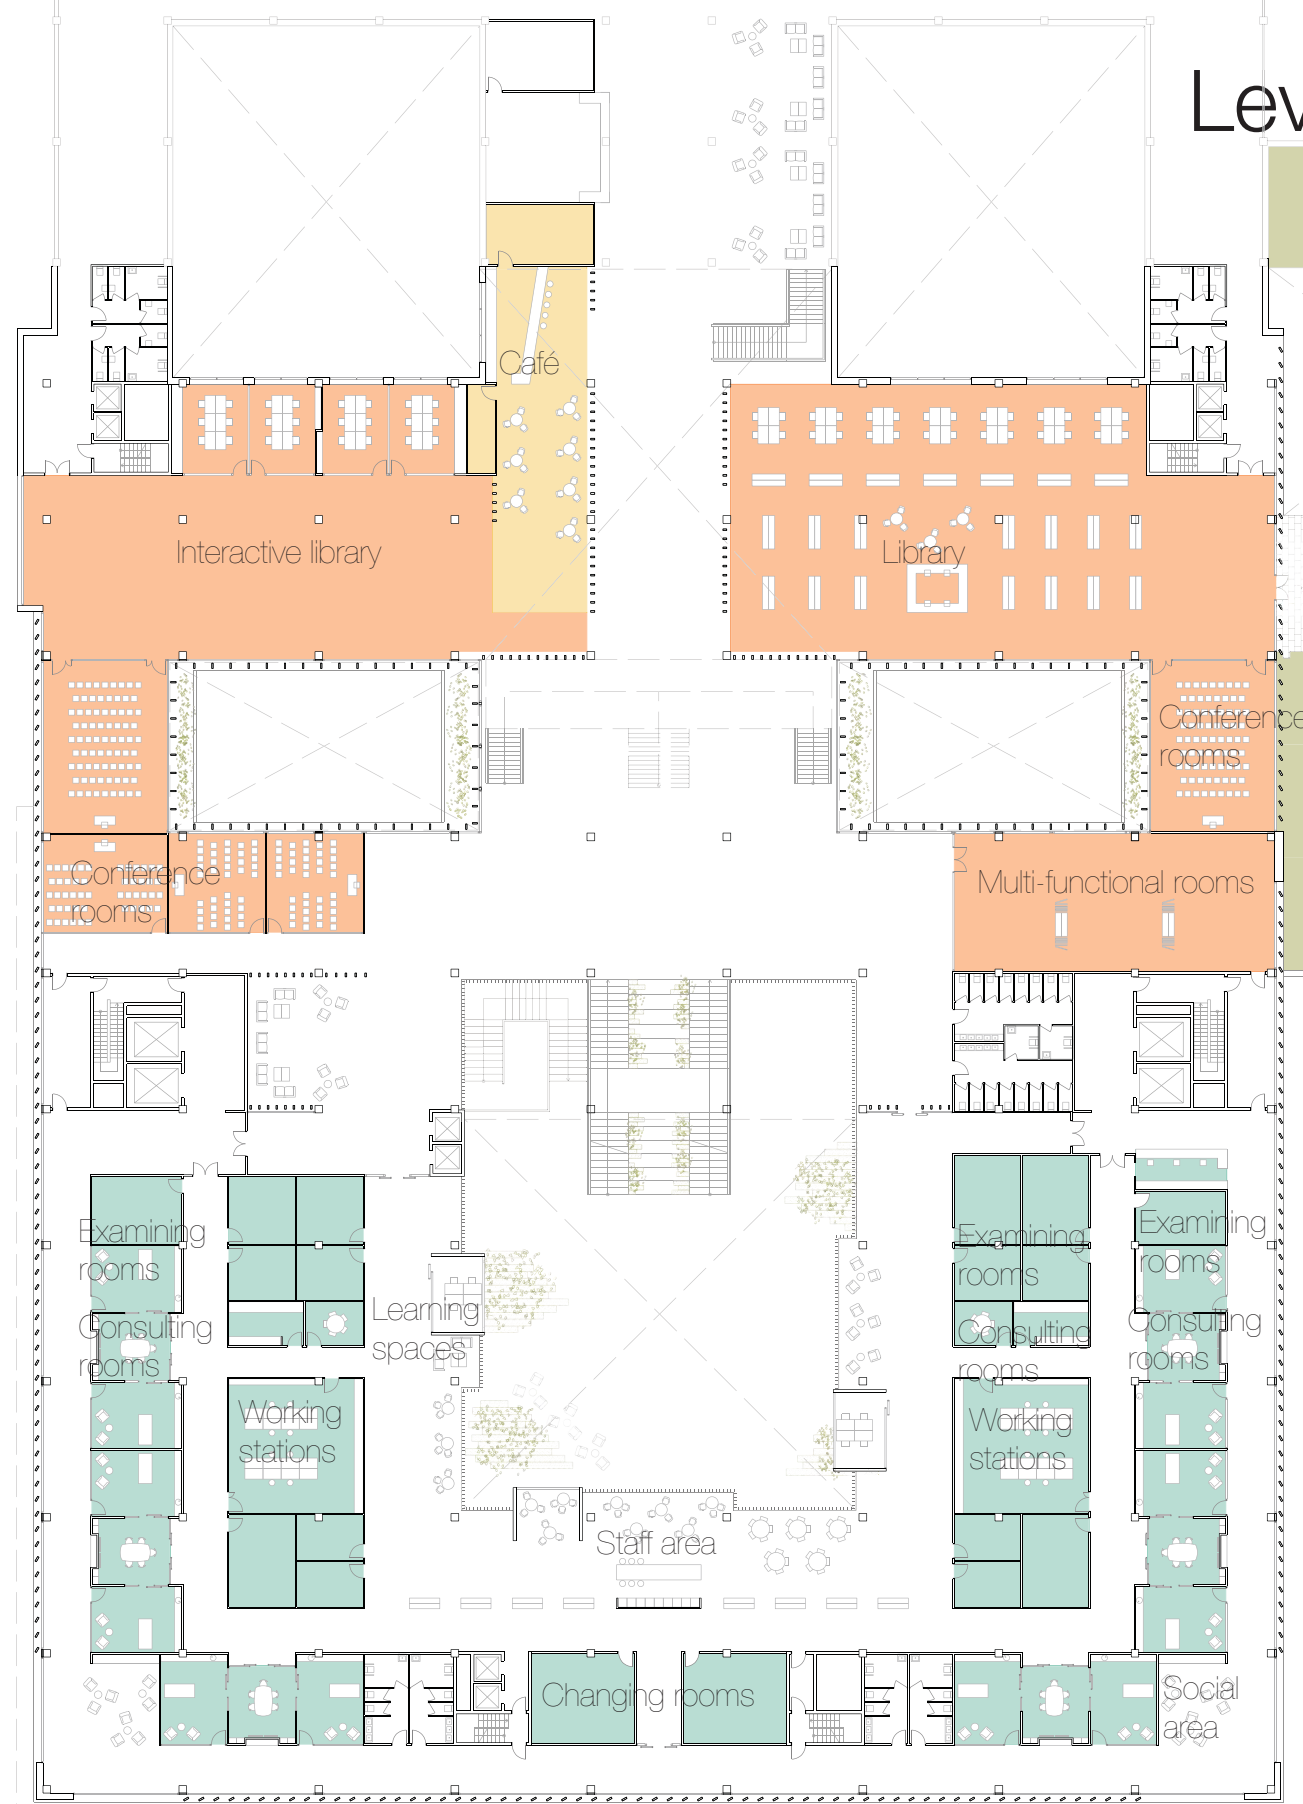 Lev
Café
Interactive library
Library
Conference
rooms
Conference
rooms
Multi-functional rooms
Examining
rooms
Consulting
rooms
Learning
spaces
Examining
rooms
Consulting
rooms
Examining
rooms
Consulting
rooms
Working
stations
Working
stations
Staff area
Changing rooms
Social
area